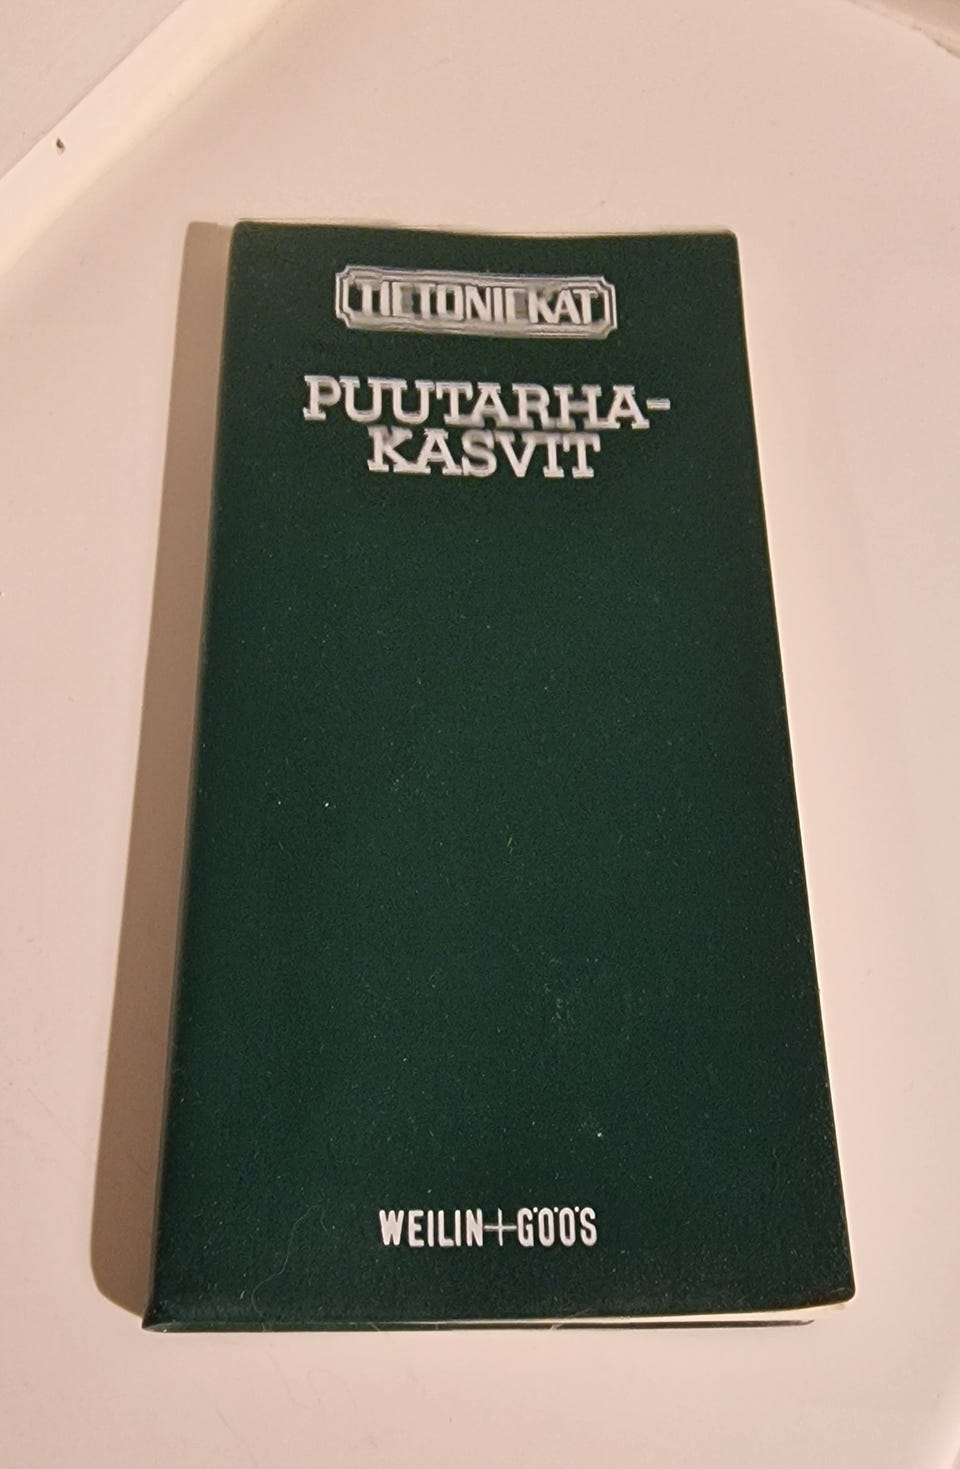 TIETONIEKAT
PUUTARHA-
KASVIT
WEILIN+GÖÖS